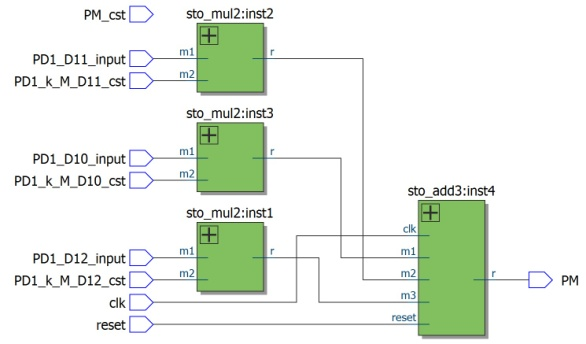 sto_mul2:inst2
PM_cst
PD1_D11_input m1 r
PD1_k_M_D11_cst m2
sto_mul2:inst3
PD1_D10_input m1 r
PD1_k_M_D10_cst m2
sto_add3:inst4
sto_mul2:inst1
clk
PD1_D12_input m1 r m1
PD1_k_M_D12_cst m2 m2 r PM
clk m3
reset reset